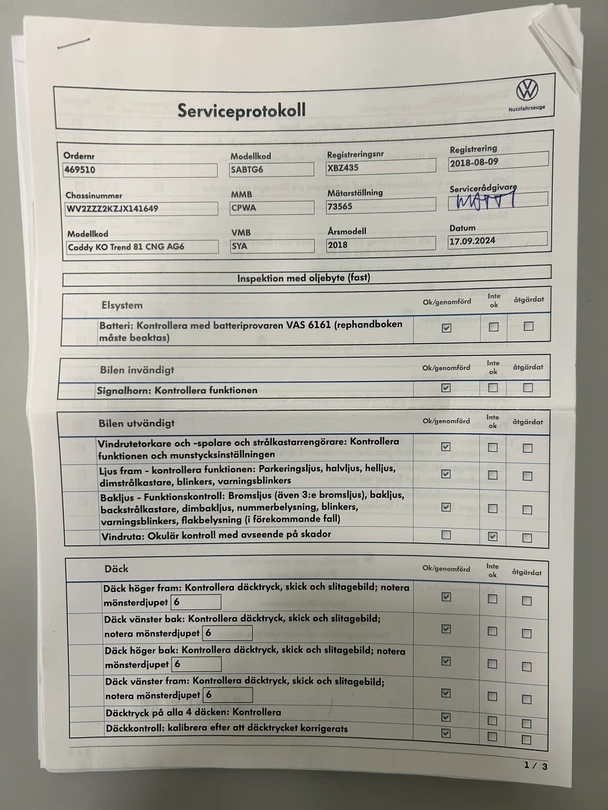 Serviceprotokoll
Nutzfahrzeuge
Ordernr
469510
Modellkod
SABTG6
Registreringsnr
XBZ435
Registrering
2018-08-09
Chassinummer
WV2ZZZ2KZJX141649
MMB
CPWA
Mätarställning
73565
Servicerådgivare
Modellkod
Caddy KO Trend 81 CNG AG6
VMB
SYA
Årsmodell
2018
Datum
17.09.2024
Inspektion med oljebyte (fast)
Elsystem
Ok/genomförd
Inte
ok
åtgärdat
Batteri: Kontrollera med batteriprovaren VAS 6161 (rephandboken
måste beaktas)
Bilen invändigt
Ok/genomförd
Inte
ok
åtgärdat
Signalhorn: Kontrollera funktionen
Bilen utvändigt
Ok/genomförd
Inte
ok
åtgärdat
Vindrutetorkare och -spolare och strålkastarrengörare: Kontrollera
funktionen och munstycksinställningen
Ljus fram - kontrollera funktionen: Parkeringsljus, halvljus, helljus,
dimstrålkastare, blinkers, varningsblinkers
Bakljus - Funktionskontroll: Bromsljus (även 3:e bromsljus), bakljus,
backstrålkastare, dimbakljus, nummerbelysning, blinkers,
varningsblinkers, flakbelysning (i förekommande fall)
Vindruta: Okulär kontroll med avseende på skador
Däck
Ok/genomförd
Inte
ok
åtgärdat
Däck höger fram: Kontrollera däcktryck, skick och slitagebild; notera
mönsterdjupet 6
Däck vänster bak: Kontrollera däcktryck, skick och slitagebild;
notera mönsterdjupet 6
Däck höger bak: Kontrollera däcktryck, skick och slitagebild; notera
mönsterdjupet 6
Däck vänster fram: Kontrollera däcktryck, skick och slitagebild;
notera mönsterdjupet 6
Däcktryck på alla 4 däcken: Kontrollera
Däckkontroll: kalibrera efter att däcktrycket korrigerats
1 / 3